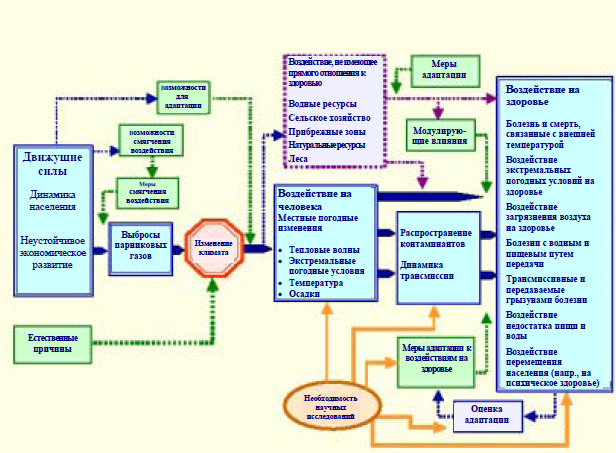 Движущие
силы
Динамика
населения
Неустойчивое
экономическое
развитие
возможности
для
адаптации
возможности
смягчения
воздействия
Меры
смягчения
воздействия
Выбросы
парниковых
газов
Изменение
климата
Естественные
причины
Воздействие, не имеющее
прямого отношения к
здоровью
Водные ресурсы
Сельское хозяйство
Прибрежные зоны
Натуральные ресурсы
Леса
Меры
адаптации
Модулирую-
щие влияния
Воздействие на
человека
Местные погодные
изменения
• Тепловые волны
• Экстремальные
погодные условия
• Температура
• Осадки
Распространение
контаминантов
Динамика
трансмиссии
Меры адаптации к
воздействиям на
здоровье
Необходимость
научных
исследований
Оценка
адаптации
Воздействие на
здоровье
Болезнь и смерть,
связанные с внешней
температурой
Воздействие
экстремальных
погодных условий на
здоровье
Воздействие
загрязнения воздуха
на здоровье
Болезни с водным и
пищевым путем
передачи
Трансмиссивные и
передаваемые
грызунами болезни
Воздействие
недостатка пищи и
воды
Воздействие
перемещения
населения (напр., на
психическое здоровье)